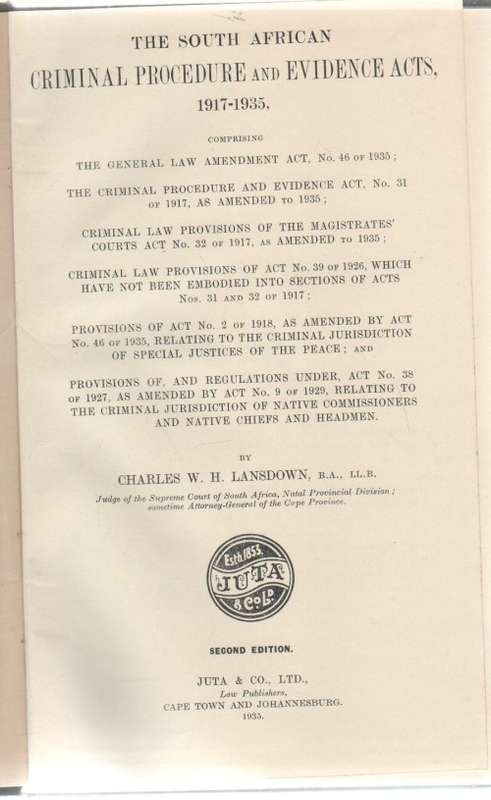 THE SOUTH AFRICAN
CRIMINAL PROCEDURE AND EVIDENCE ACTS,
1917-1935,
COMPRISING
THE GENERAL LAW AMENDMENT ACT, No. 46 OF 1935;
THE CRIMINAL PROCEDURE AND EVIDENCE ACT, No. 31
OF 1917, AS AMENDED TO 1935;
CRIMINAL LAW PROVISIONS OF THE MAGISTRATES'
COURTS ACT No. 32 OF 1917, AS AMENDED TO 1935;
CRIMINAL LAW PROVISIONS OF ACT No. 39 OF 1926, WHICH
HAVE NOT BEEN EMBODIED INTO SECTIONS OF ACTS
Nos. 31 AND 32 OF 1917;
PROVISIONS OF ACT No. 2 OF 1918, AS AMENDED BY ACT
No. 46 OF 1935, RELATING TO THE CRIMINAL JURISDICTION
OF SPECIAL JUSTICES OF THE PEACE; AND
PROVISIONS OF, AND REGULATIONS UNDER, ACT No. 38
OF 1927, AS AMENDED BY ACT No. 9 OF 1929, RELATING TO
THE CRIMINAL JURISDICTION OF NATIVE COMMISSIONERS
AND NATIVE CHIEFS AND HEADMEN.
BY
CHARLES W. H. LANSDOWN, B.A., LL.B.
Judge of the Supreme Court of South Africa, Natal Provincial Division;
sometime Attorney-General of the Cape Province.
Estb. 1853.
JUTA
& Co. LD.
SECOND EDITION.
JUTA & CO., LTD.,
Law Publishers,
CAPE TOWN AND JOHANNESBURG.
1935.